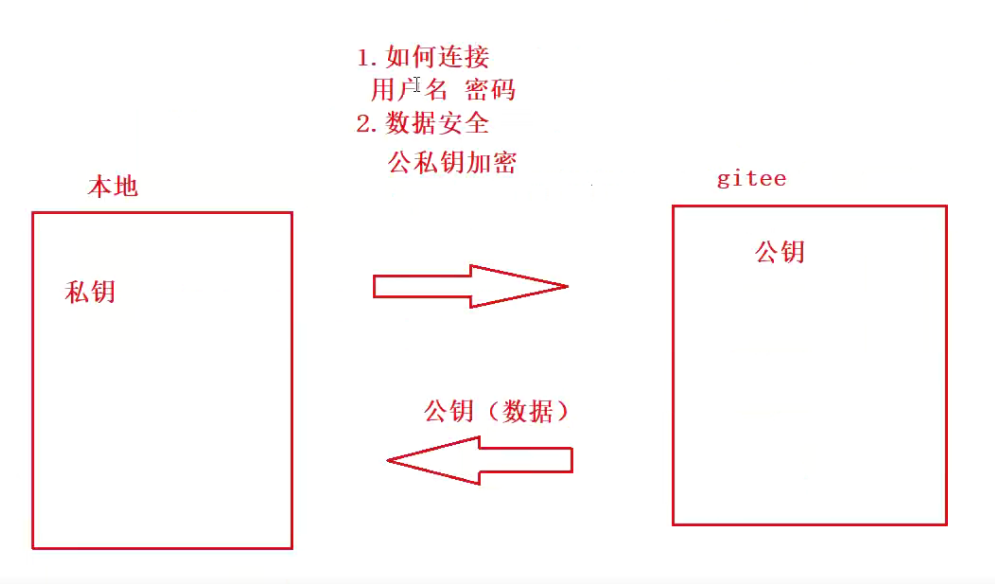 1.如何连接
用户名 密码
2.数据安全
公私钥加密
本地
gitee
私钥
公钥
公钥（数据）